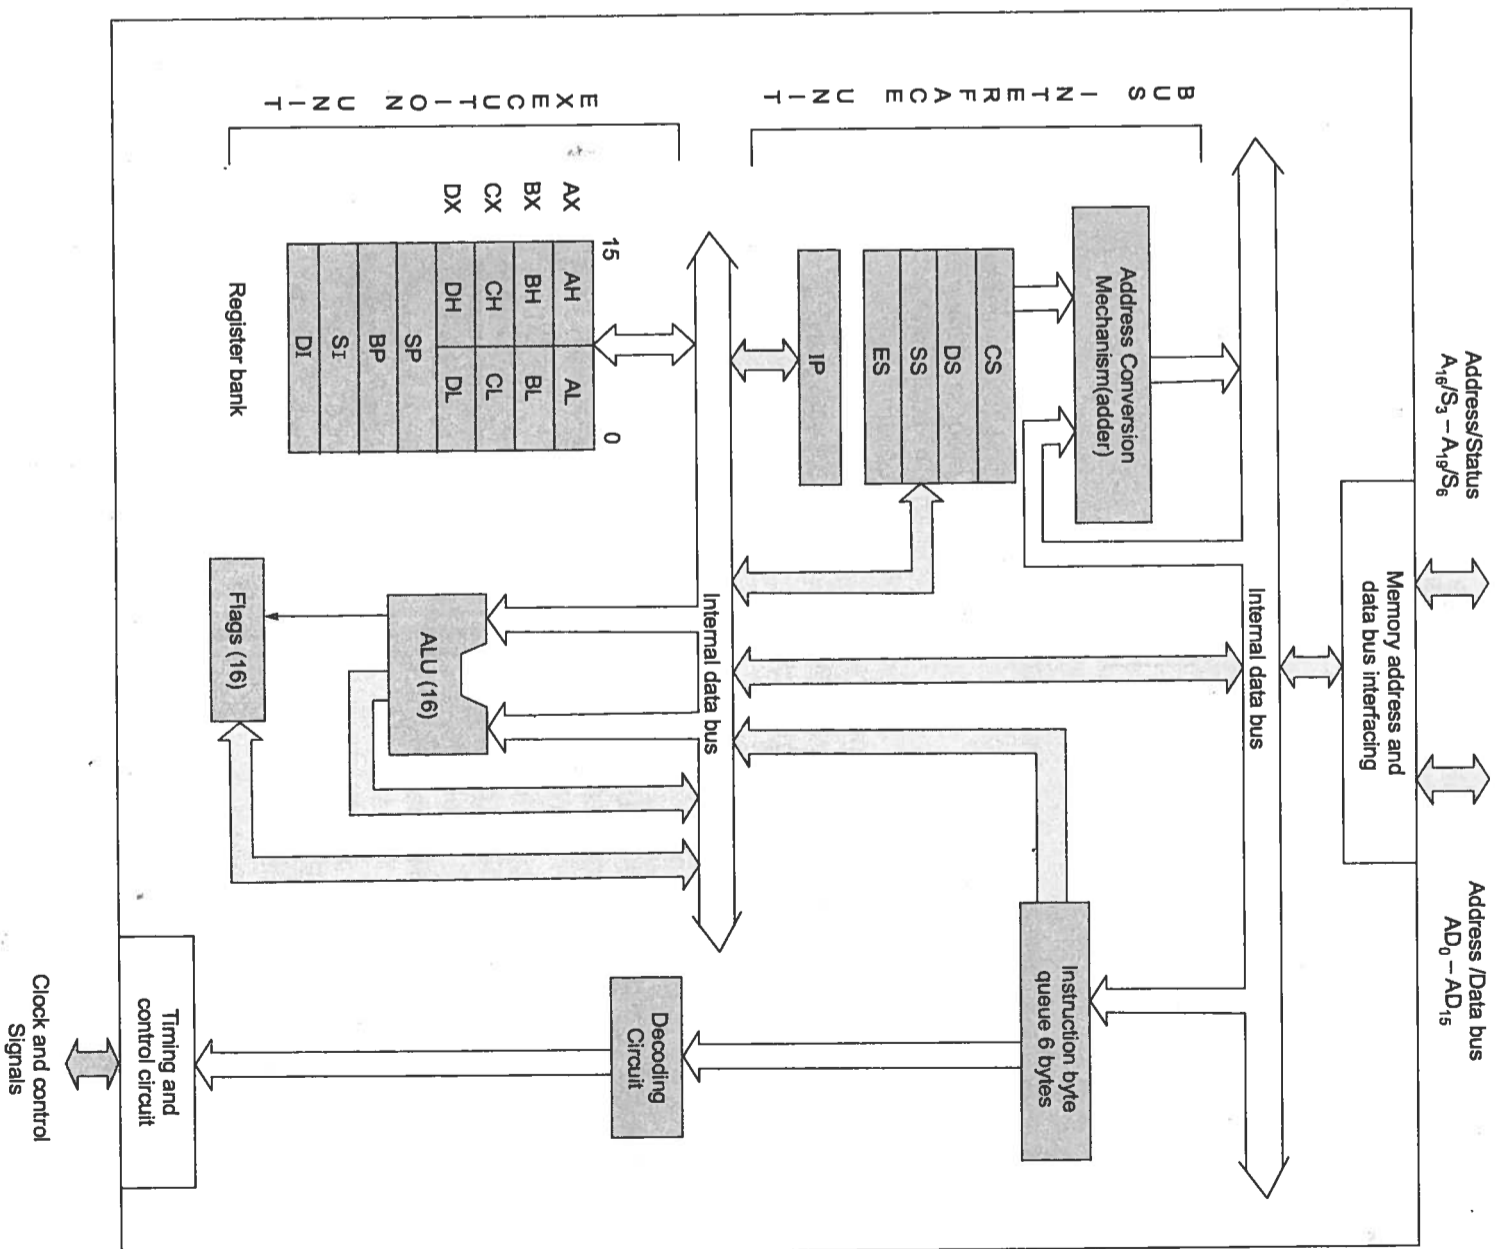 Address/Status
A₁₆/S₃ – A₁₉/S₆
Address /Data bus
AD₀ – AD₁₅
Memory address and
data bus interfacing
Internal data bus
BUS INTERFACE UNIT
Address Conversion
Mechanism(adder)
CS
DS
SS
ES
IP
Instruction byte
queue 6 bytes
Internal data bus
EXECUTION UNIT
15 0
AX AH AL
BX BH BL
CX CH CL
DX DH DL
SP
BP
SI
DI
Register bank
ALU (16)
Flags (16)
Decoding
Circuit
Timing and
control circuit
Clock and control
Signals